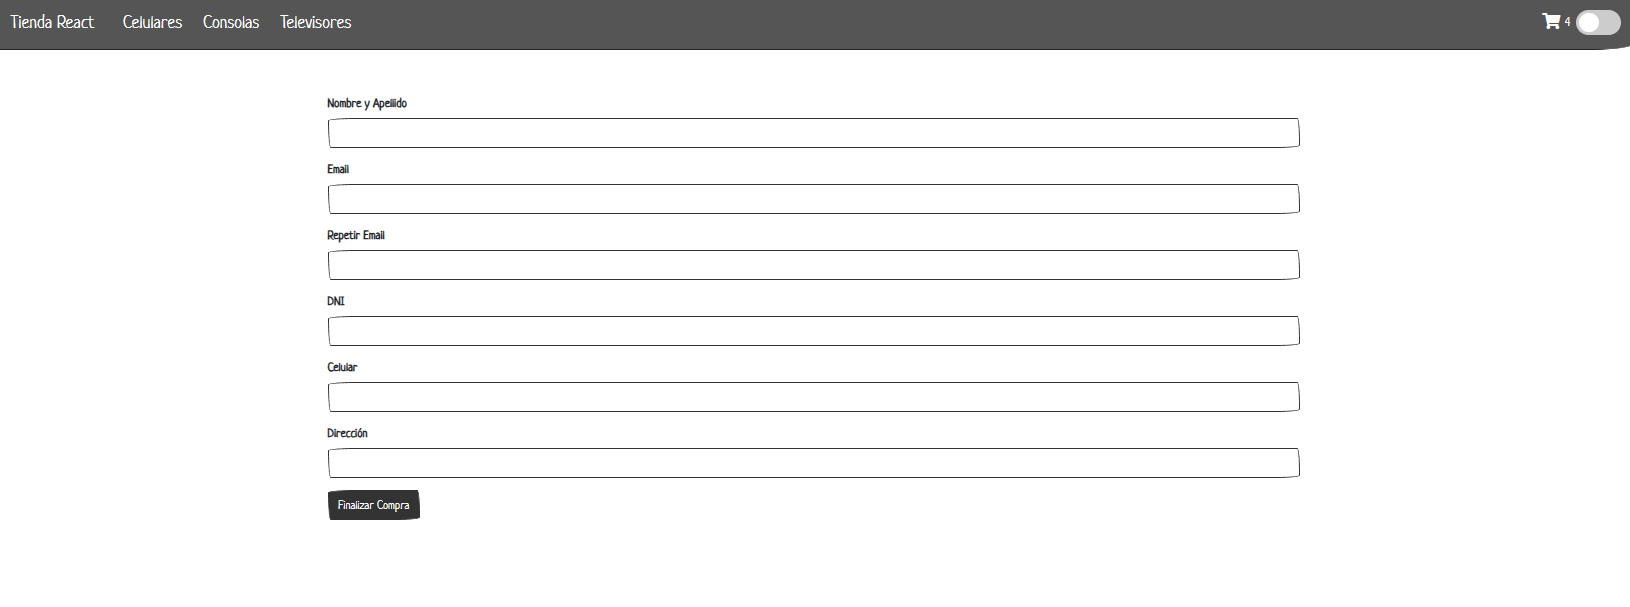 Tienda React Celulares Consolas Televisores 4
Nombre y Apellido
Email
Repetir Email
DNI
Celular
Dirección
Finalizar Compra